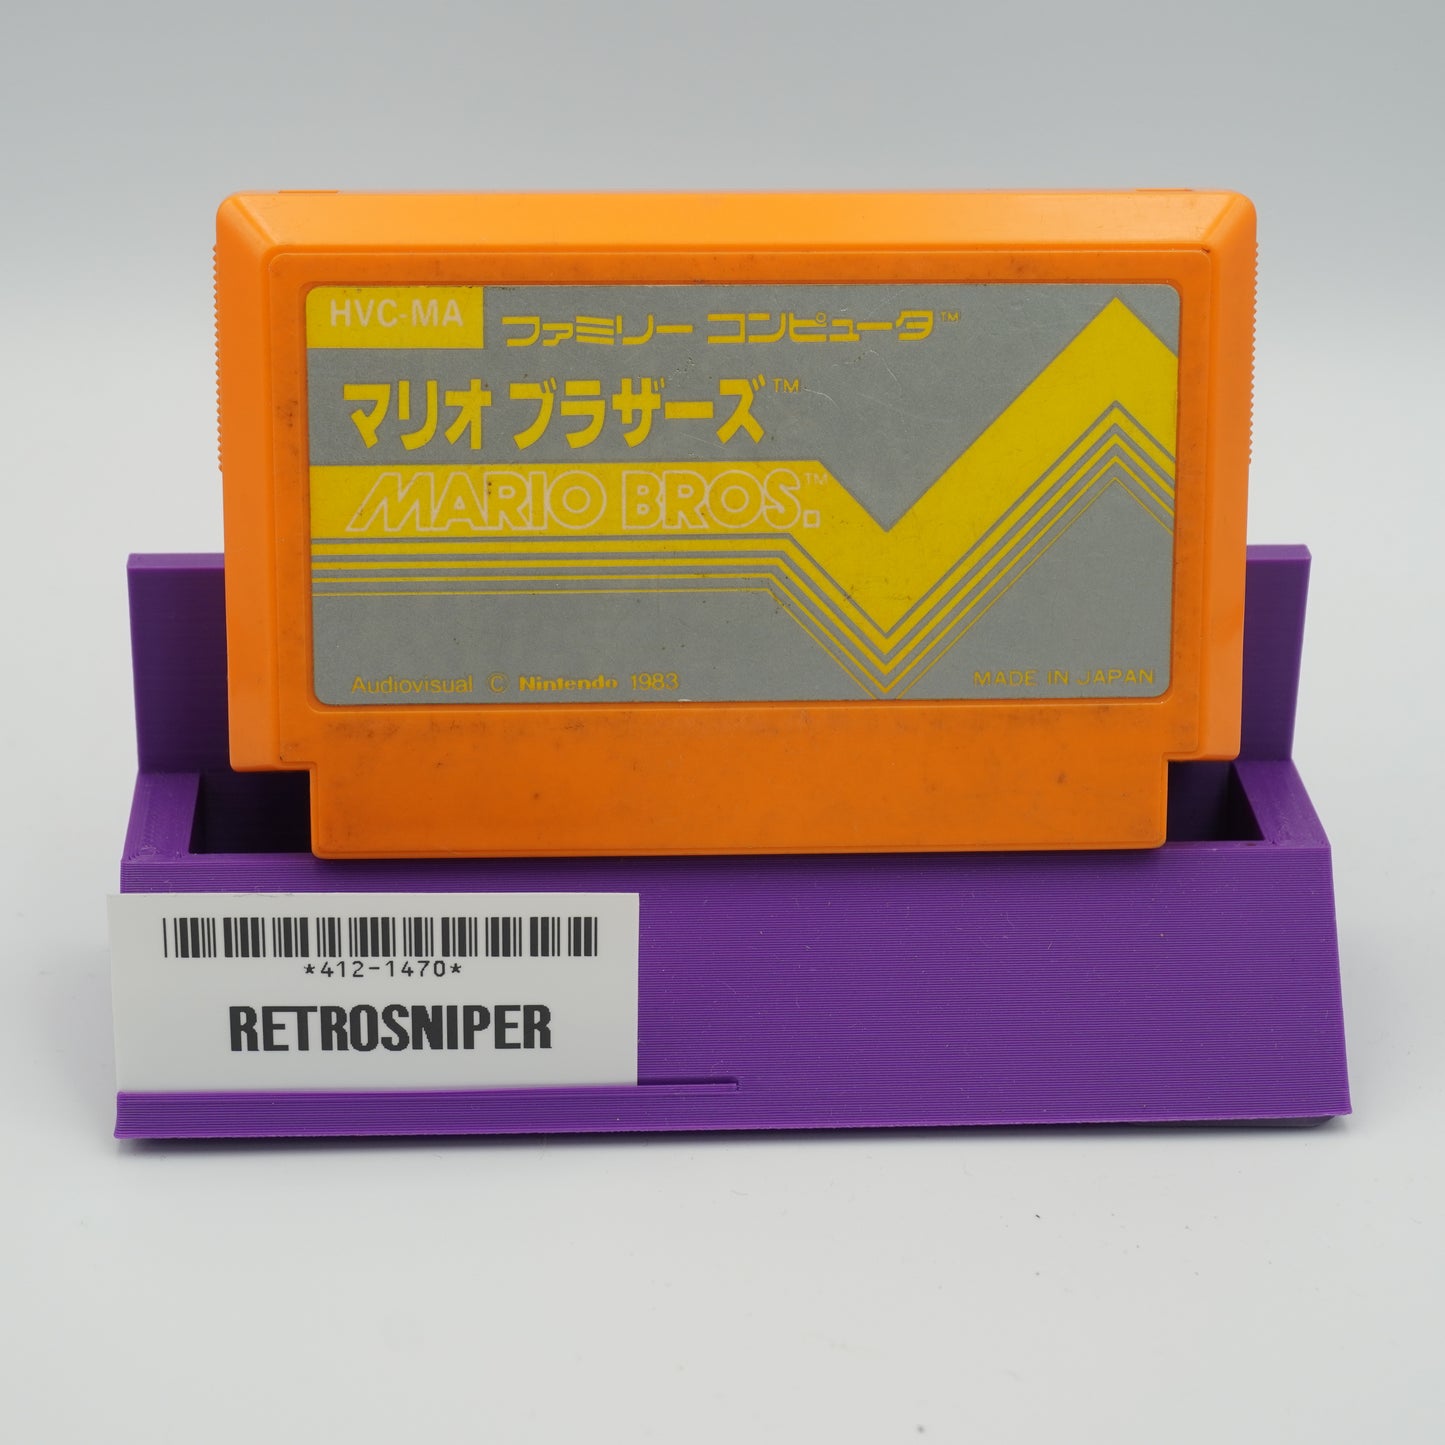 HVC-MA
ファミリー コンピュータ™
マリオ ブラザーズ™
MARIO BROS.™
Audiovisual © Nintendo 1983
MADE IN JAPAN
*412-1470*
RETROSNIPER